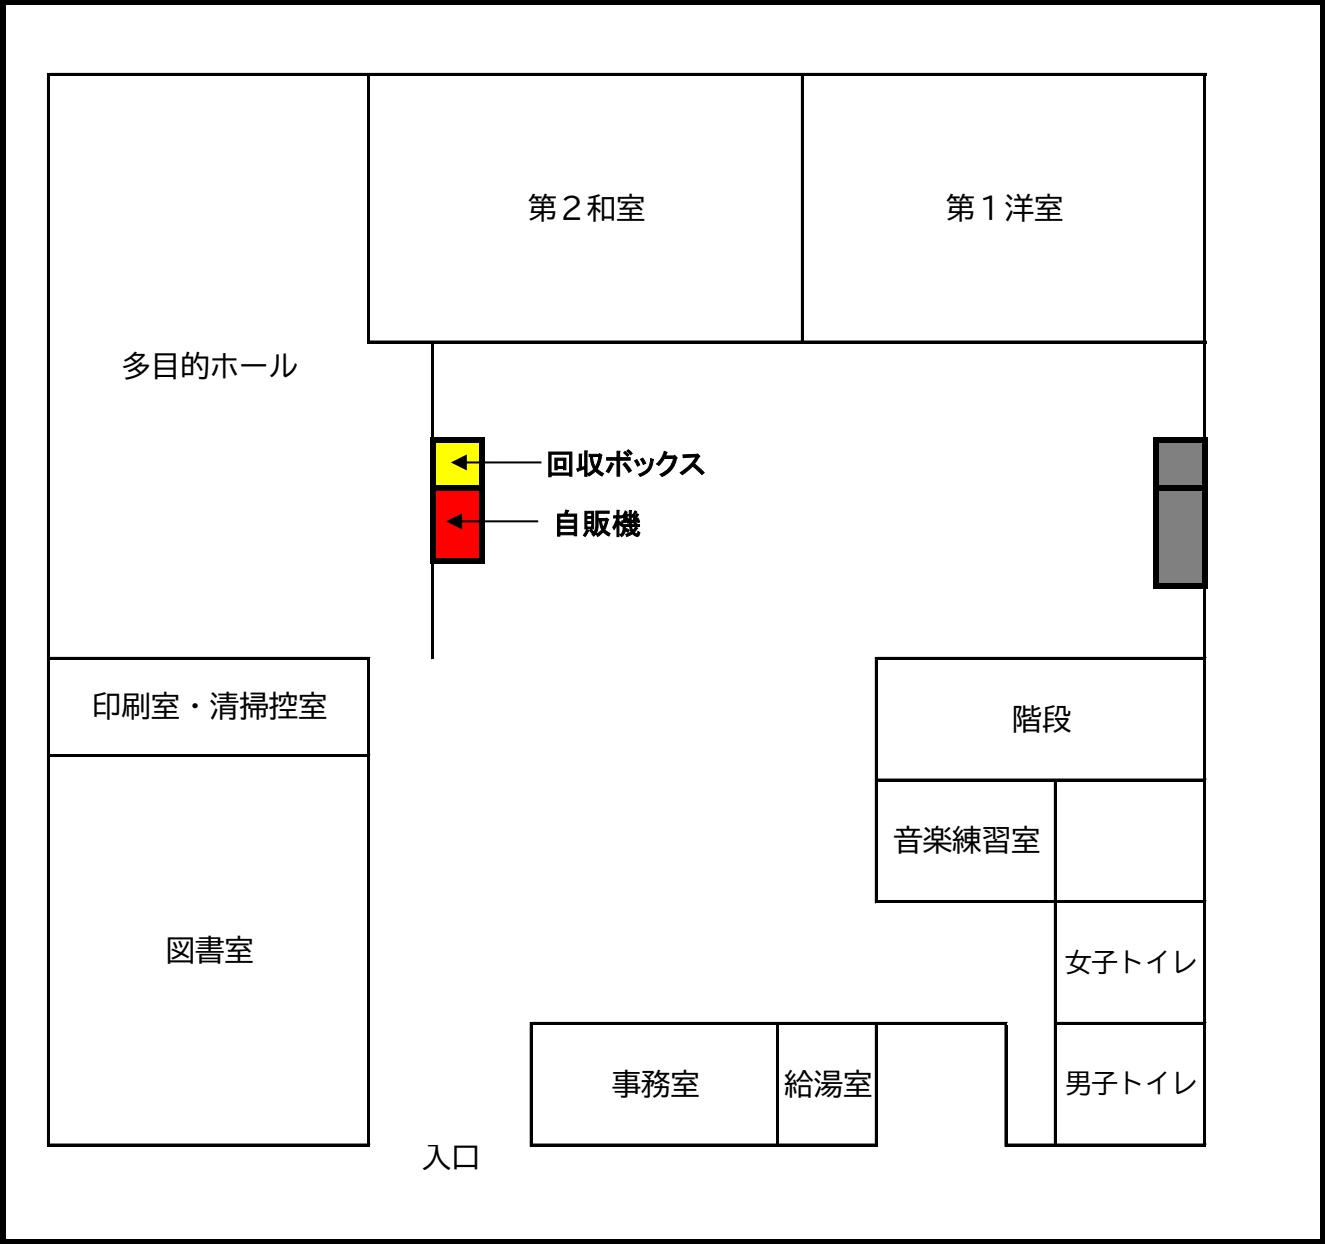 第２和室
第１洋室
多目的ホール
回収ボックス
自販機
印刷室・清掃控室
階段
音楽練習室
図書室
女子トイレ
事務室
給湯室
男子トイレ
入口